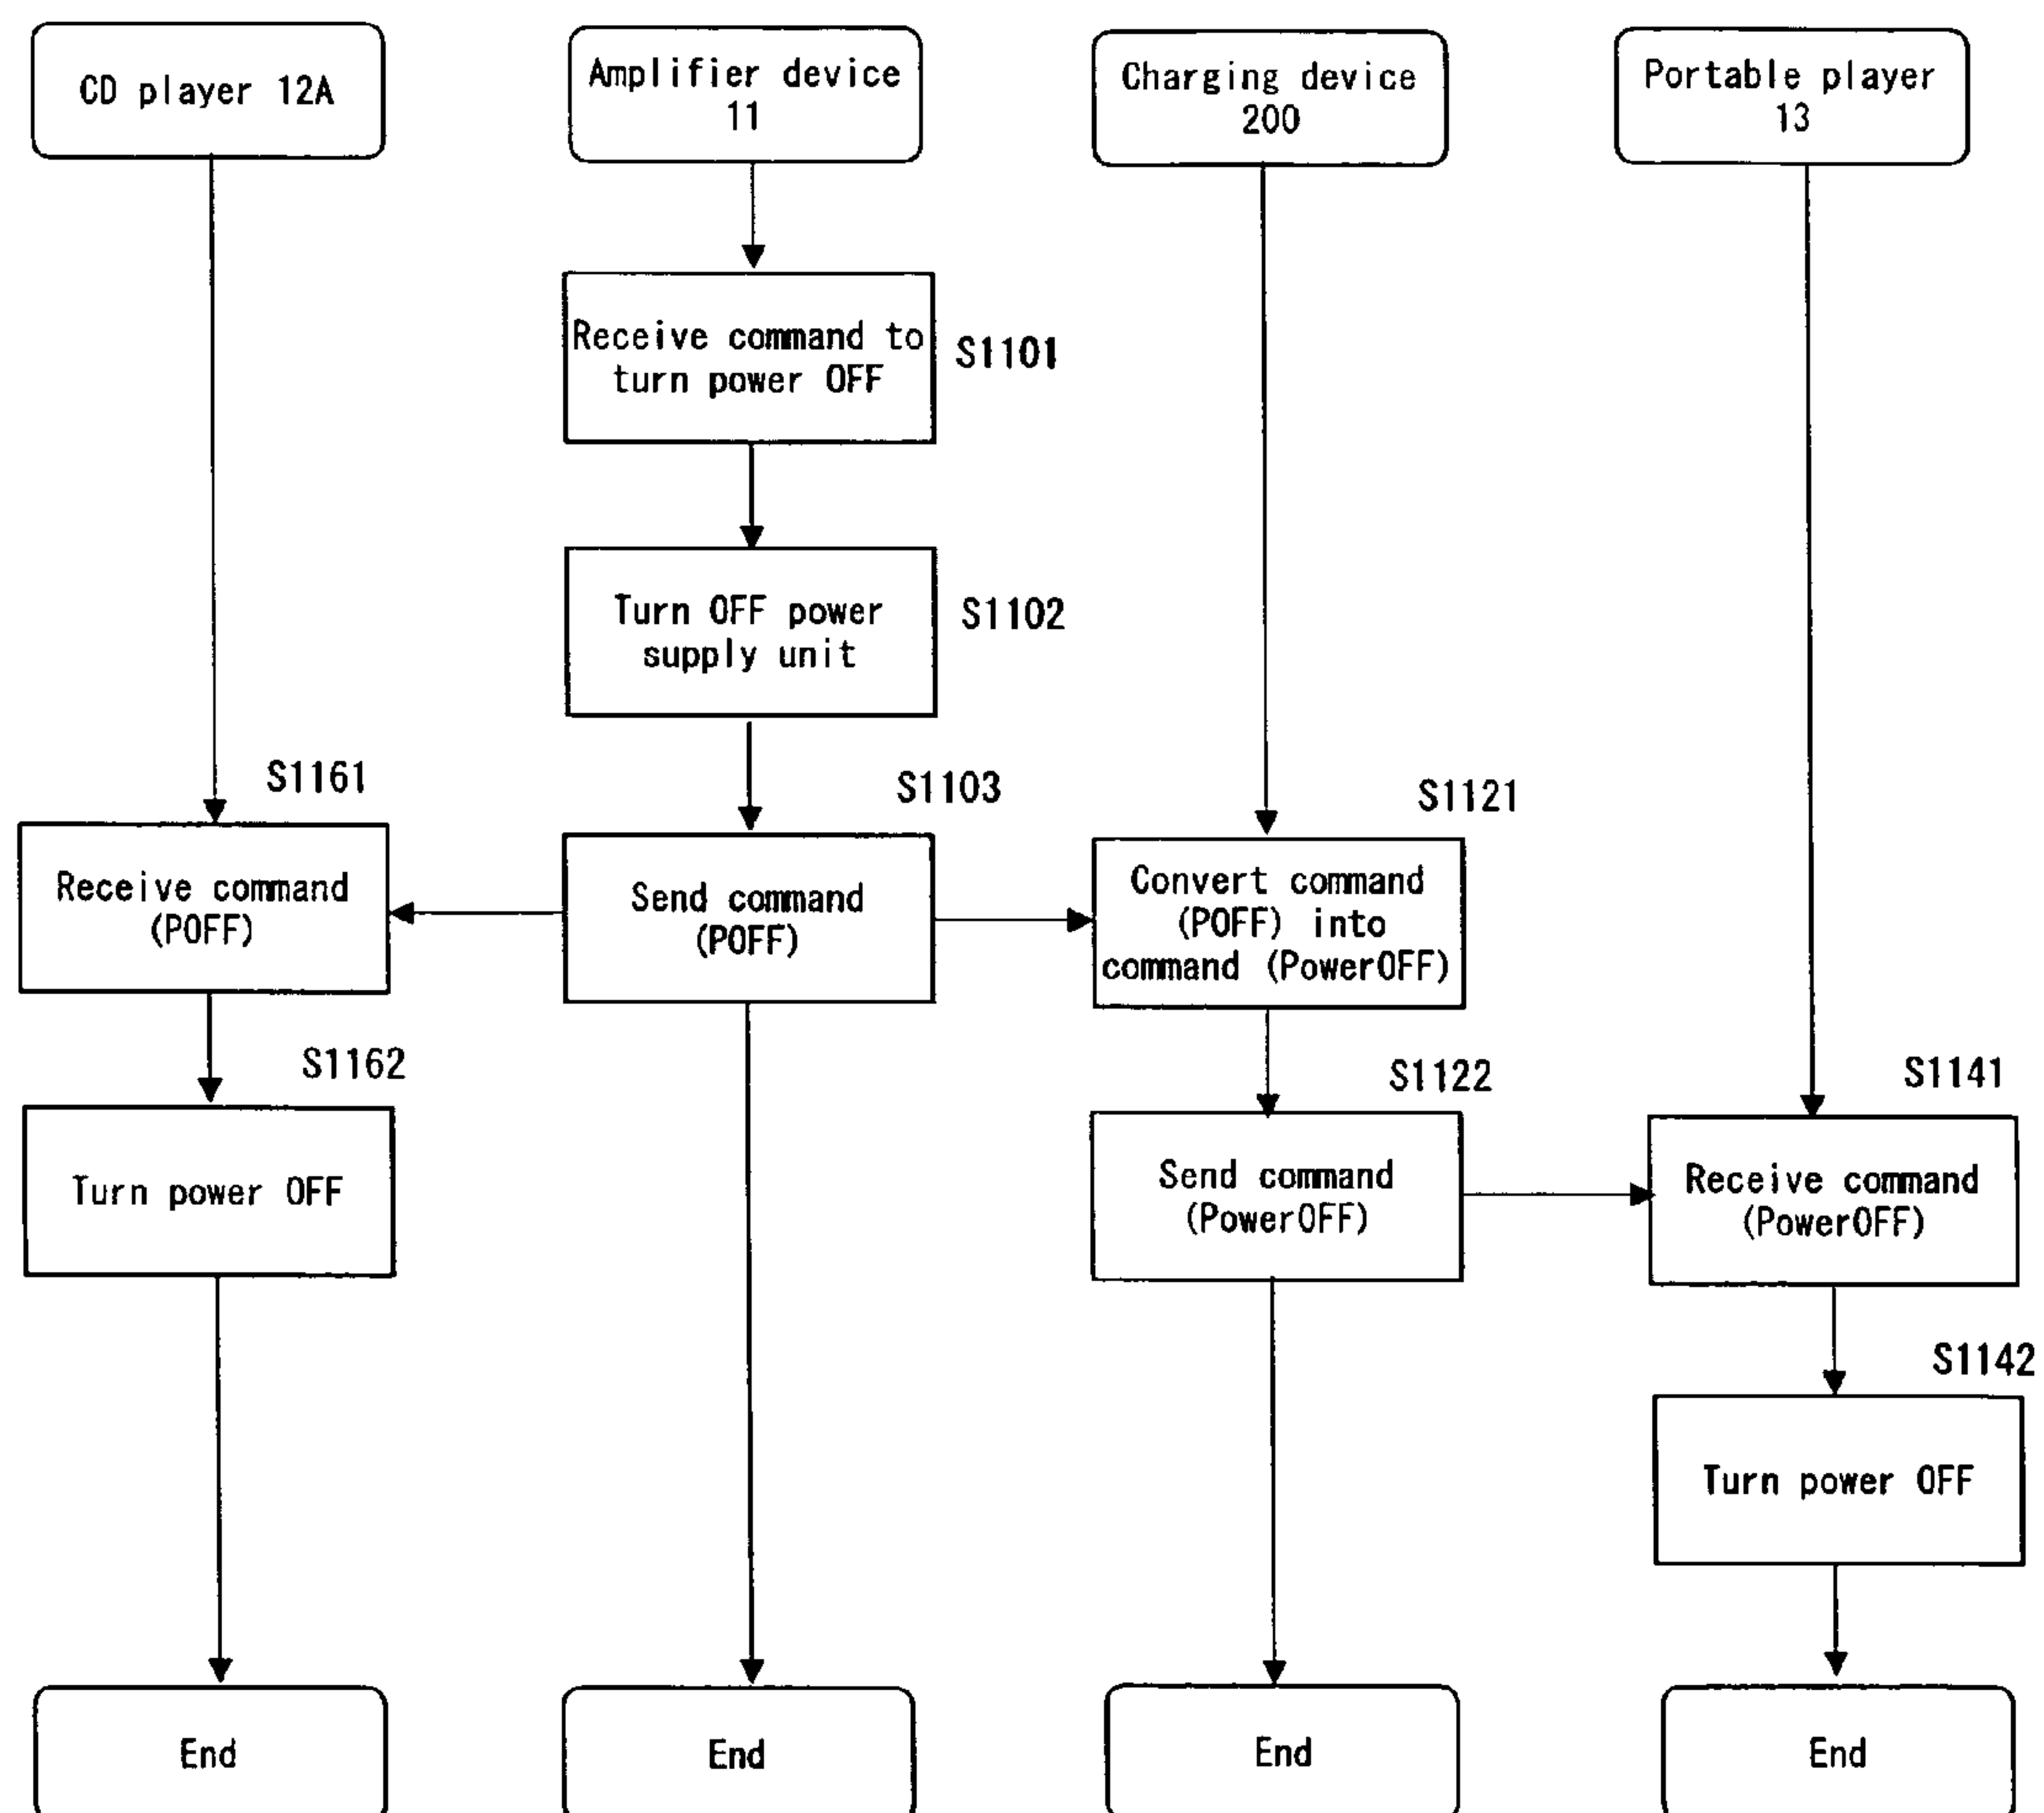 CD player 12A
Amplifier device
11
Charging device
200
Portable player
13
Receive command to
turn power OFF
S1101
Turn OFF power
supply unit
S1102
S1161
S1103
S1121
Receive command
(POFF)
Send command
(POFF)
Convert command
(POFF) into
command (PowerOFF)
S1162
S1122
S1141
Turn power OFF
Send command
(PowerOFF)
Receive command
(PowerOFF)
S1142
Turn power OFF
End
End
End
End